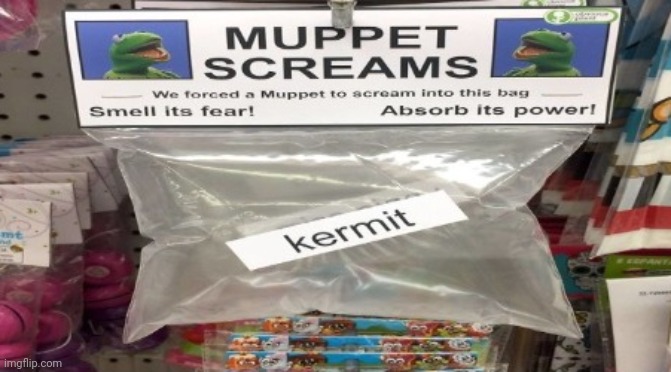 MUPPET
SCREAMS
We forced a Muppet to scream into this bag
Smell its fear! Absorb its power!
kermit
imgflip.com